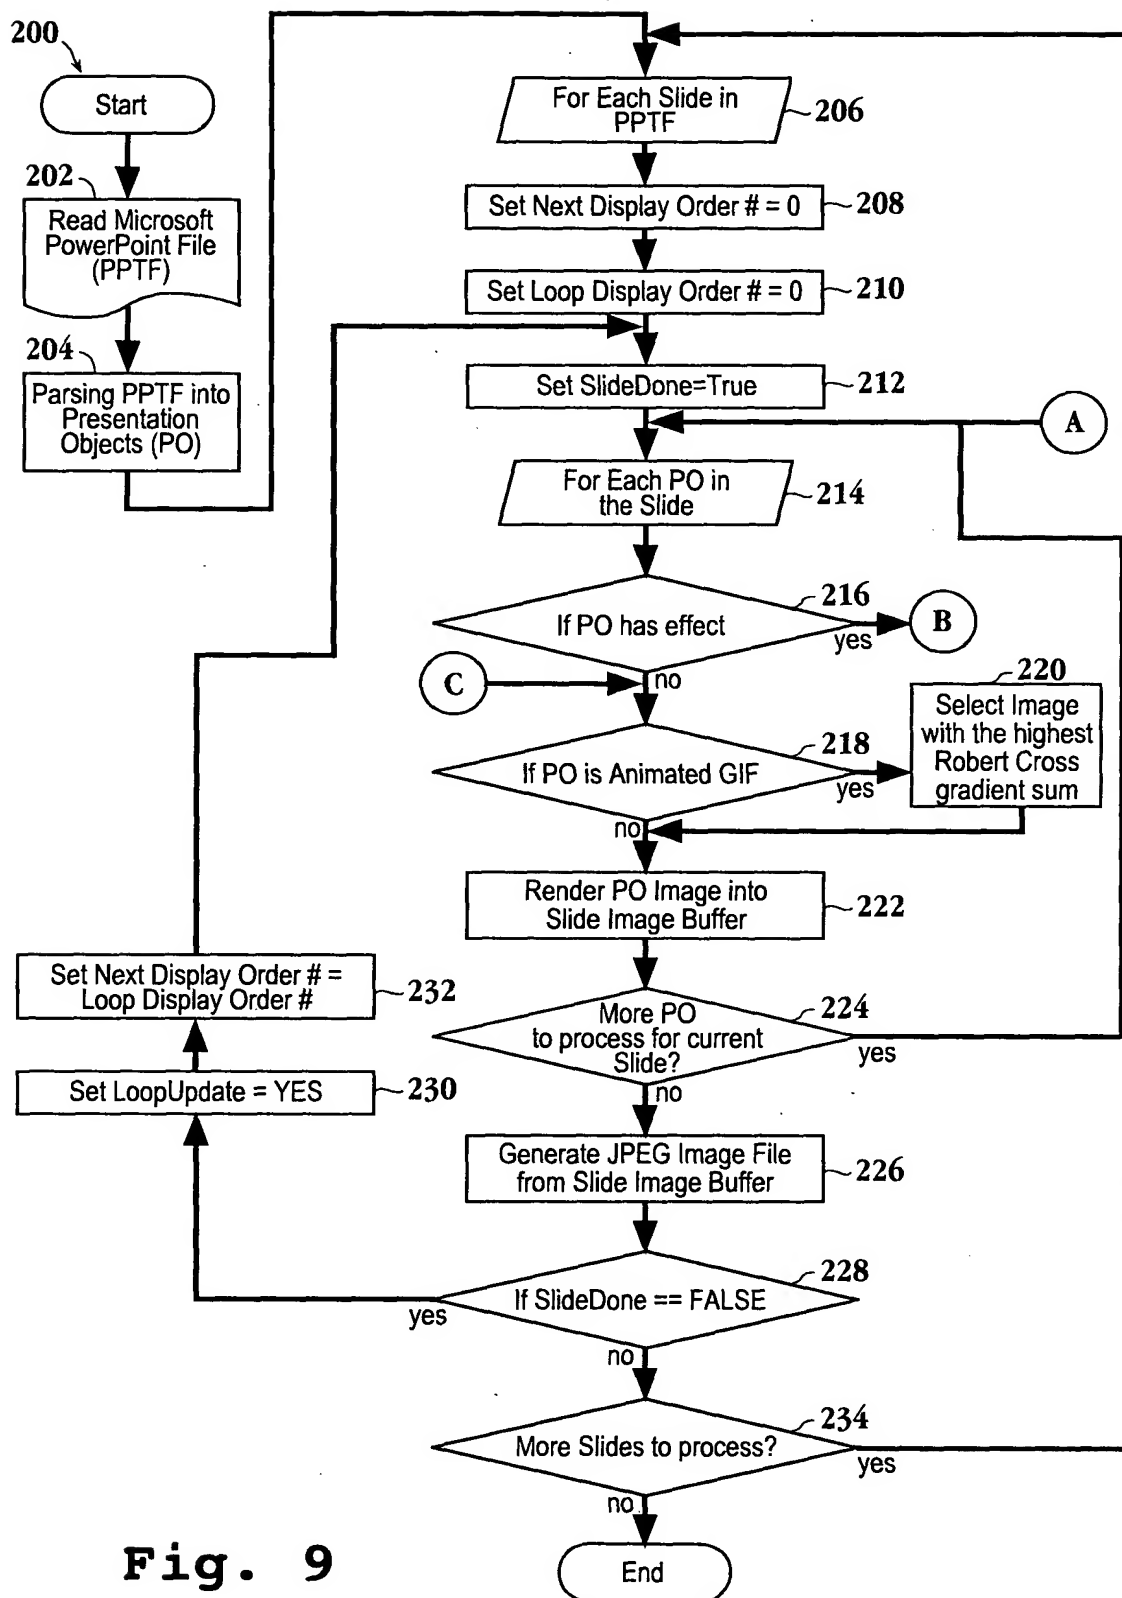 200
Start
202
Read Microsoft
PowerPoint File
(PPTF)
204
Parsing PPTF into
Presentation
Objects (PO)
For Each Slide in
PPTF
206
Set Next Display Order # = 0
208
Set Loop Display Order # = 0
210
Set SlideDone=True
212
A
For Each PO in
the Slide
214
216
If PO has effect
yes
B
no
C
220
Select Image
with the highest
Robert Cross
gradient sum
218
If PO is Animated GIF
yes
no
Render PO Image into
Slide Image Buffer
222
Set Next Display Order # =
Loop Display Order #
232
224
More PO
to process for current
Slide?
yes
no
Set LoopUpdate = YES
230
Generate JPEG Image File
from Slide Image Buffer
226
228
If SlideDone == FALSE
yes
no
234
More Slides to process?
yes
no
End
Fig. 9